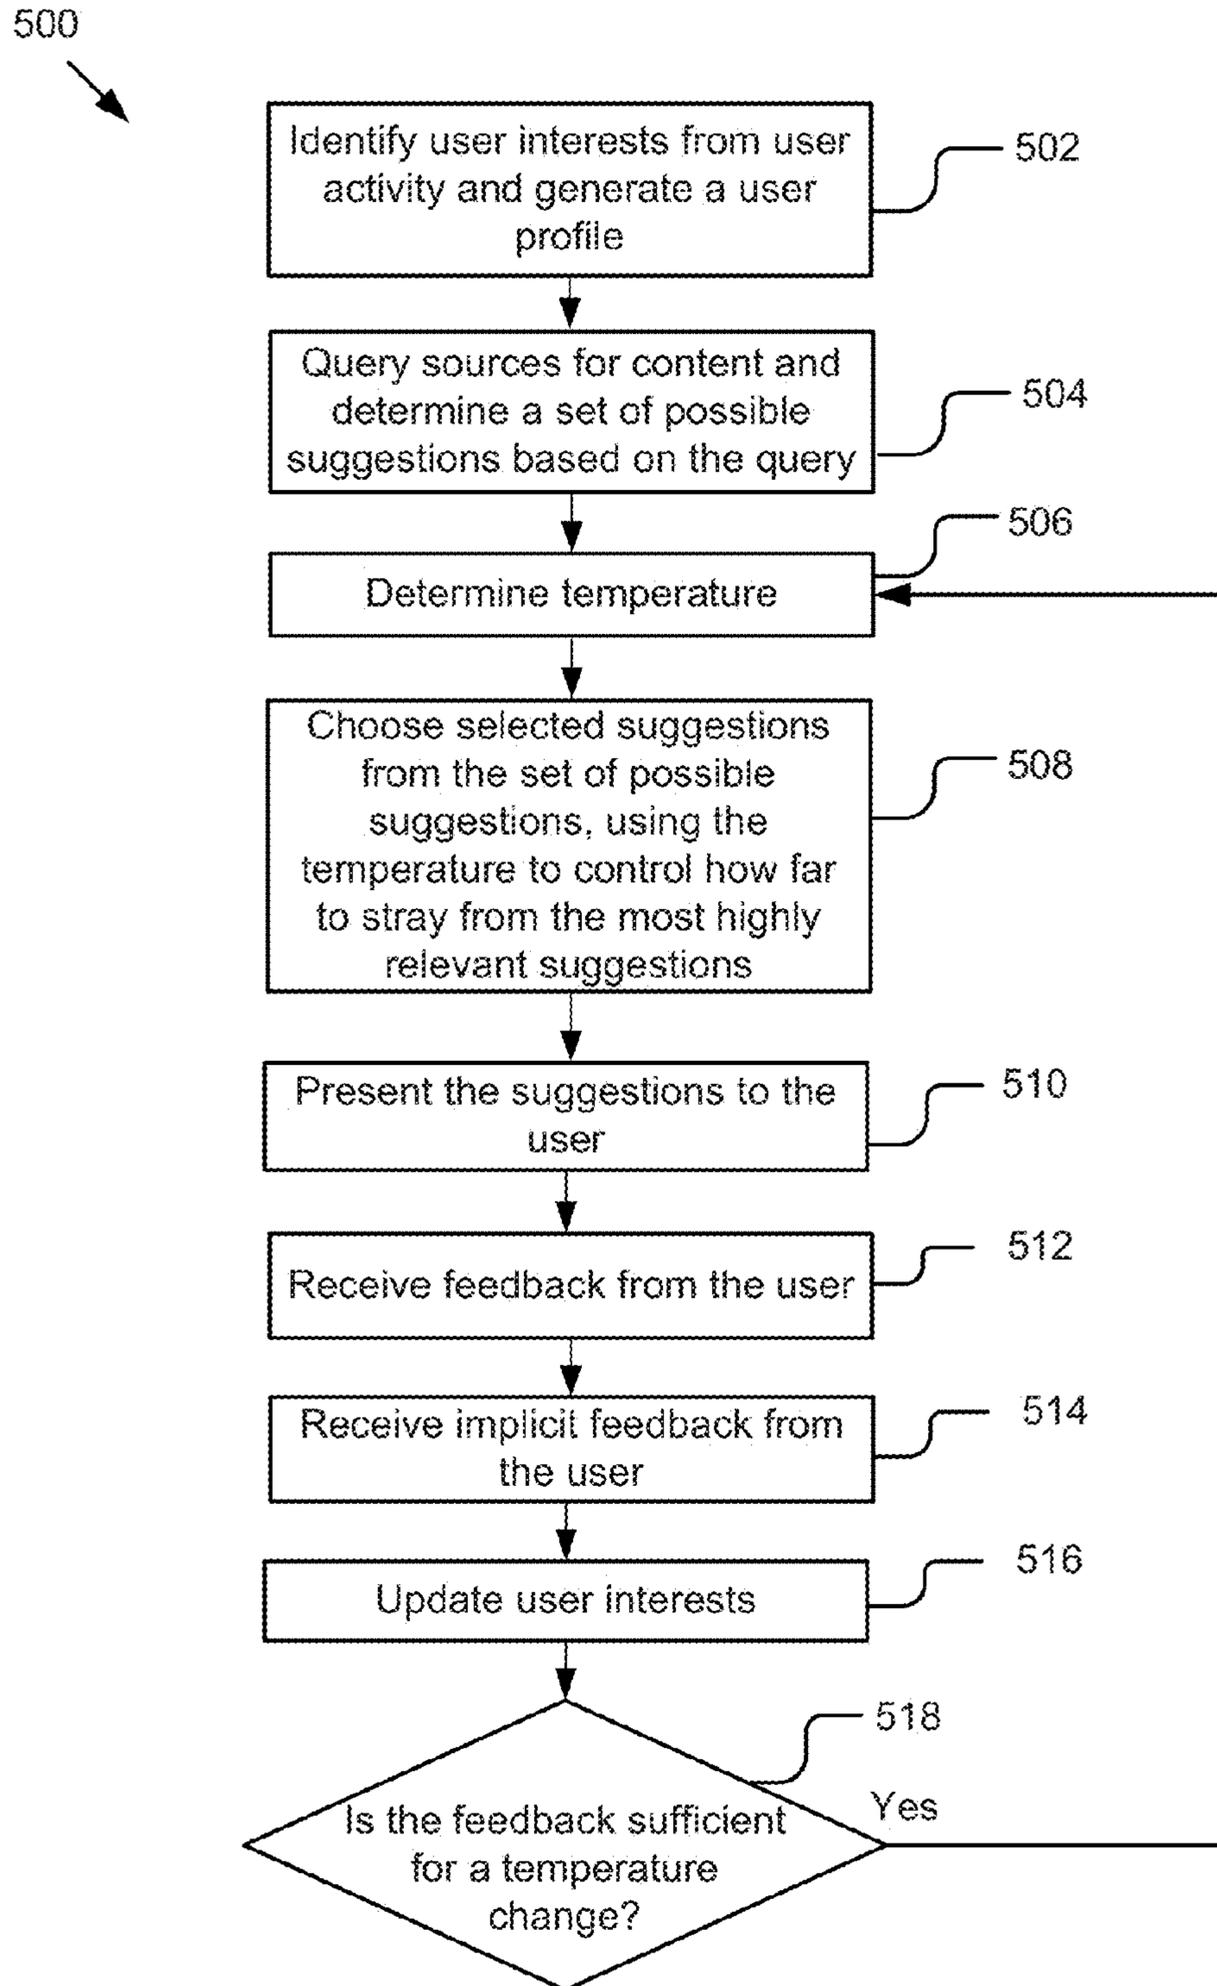 500
Identify user interests from user
activity and generate a user
profile
502
Query sources for content and
determine a set of possible
suggestions based on the query
504
506
Determine temperature
Choose selected suggestions
from the set of possible
suggestions, using the
temperature to control how far
to stray from the most highly
relevant suggestions
508
Present the suggestions to the
user
510
Receive feedback from the user
512
Receive implicit feedback from
the user
514
Update user interests
516
518
Yes
Is the feedback sufficient
for a temperature
change?